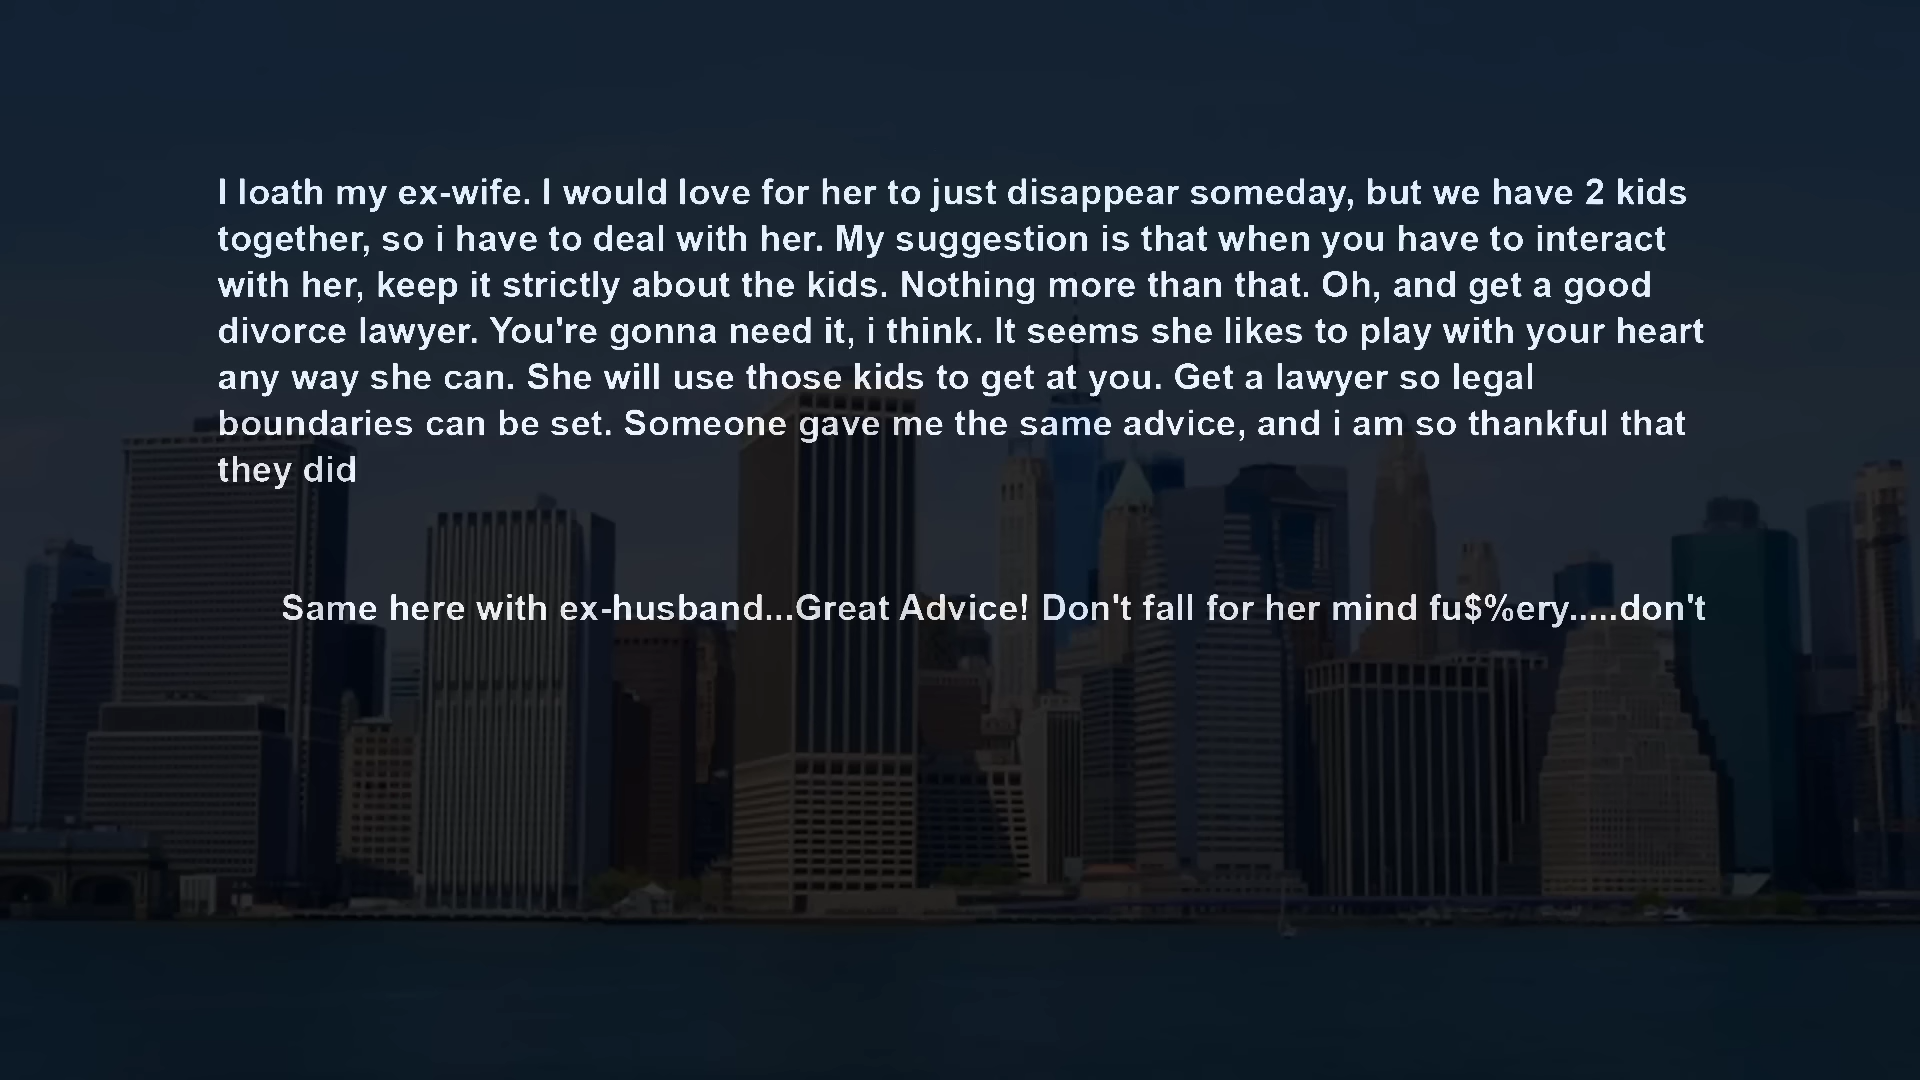 I loath my ex-wife. I would love for her to just disappear someday, but we have 2 kids
together, so i have to deal with her. My suggestion is that when you have to interact
with her, keep it strictly about the kids. Nothing more than that. Oh, and get a good
divorce lawyer. You're gonna need it, i think. It seems she likes to play with your heart
any way she can. She will use those kids to get at you. Get a lawyer so legal
boundaries can be set. Someone gave me the same advice, and i am so thankful that
they did
Same here with ex-husband...Great Advice! Don't fall for her mind fu$%ery.....don't